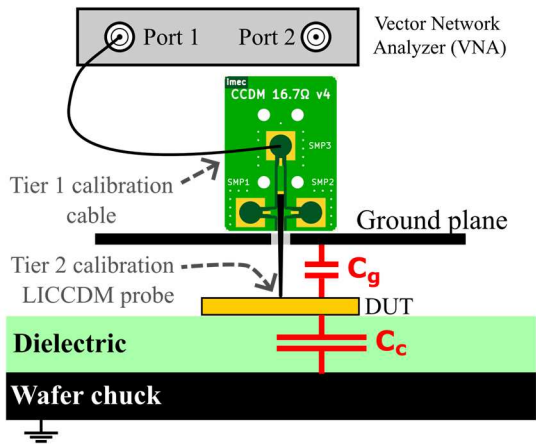 Port 1
Port 2
Vector Network
Analyzer (VNA)
Imec
CCDM 16.7Ω v4
SMP3
SMP1
SMP2
Tier 1 calibration
cable
Ground plane
Tier 2 calibration
LICCDM probe
Cg
DUT
Dielectric
Cc
Wafer chuck